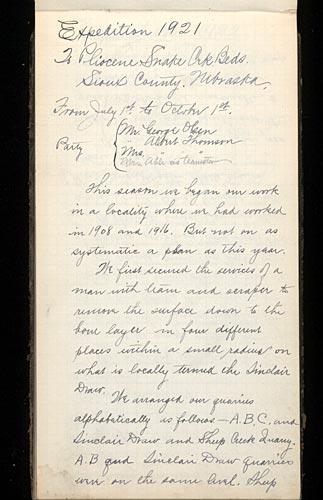 Expedition 1921
To Pliocene Snake Crk Beds.
Sioux County, Nebraska.
From July 1st. to October 1st.
Mr. George Olsen
Party
Albert Thomson
Mrs. " "
as teamster
This season we began our work
in a locality where we had worked
in 1908 and 1916. But not on as
systematic a plan as this year.
We first secured the services of a
man with team and scraper to
remove the surface down to the
bone layer in four different
places within a small radius on
what is locally termed the Sinclair
Draw.
We arranged our quarries
alphabetically is follows - A.B.C. and
Sinclair Draw and Sheep Creek Quarry.
A.B and Sinclair Draw quarries
were on the same level. Sheep